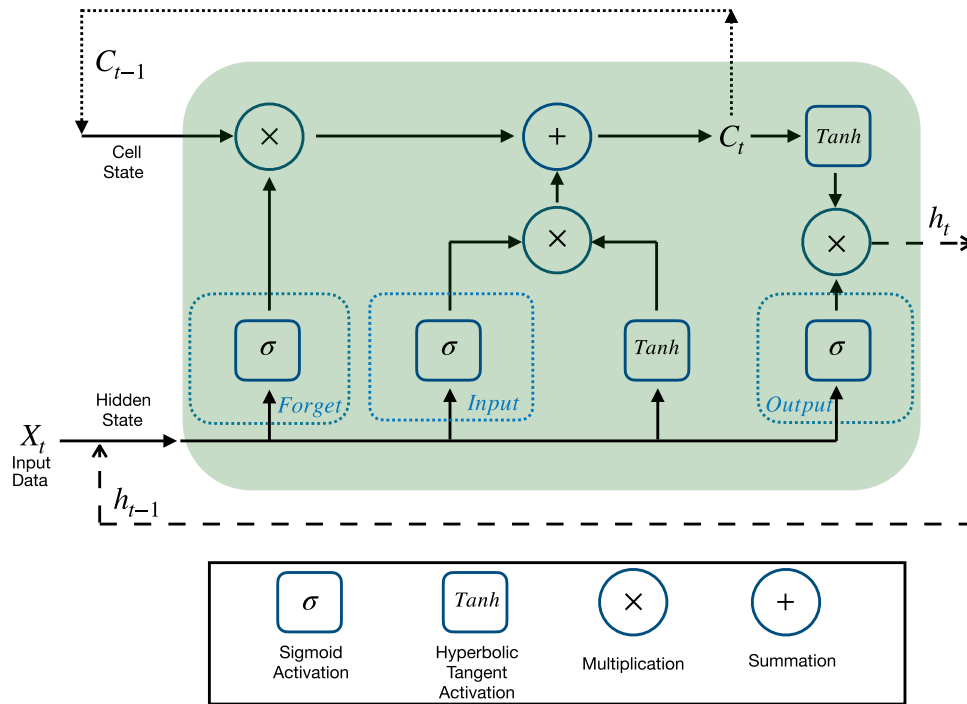 C_{t-1}
Cell
State
×
+
C_t
Tanh
×
×
h_t
σ
σ
Tanh
σ
Forget
Input
Output
Hidden
State
X_t
Input
Data
h_{t-1}
σ
Tanh
×
+
Sigmoid
Activation
Hyperbolic
Tangent
Activation
Multiplication
Summation